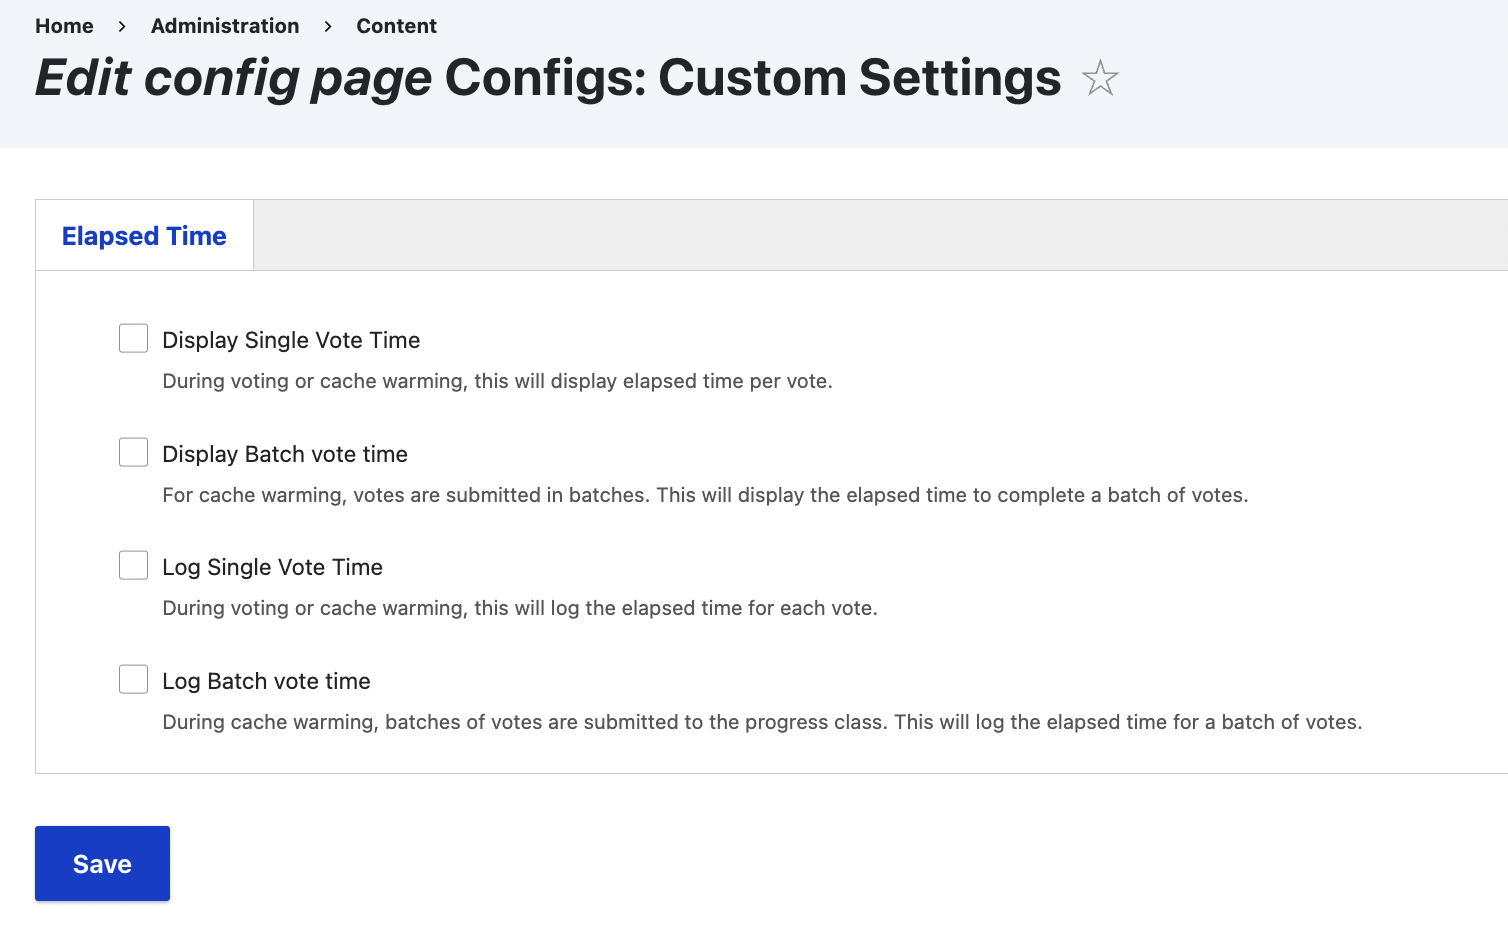 Home > Administration > Content
Edit config page Configs: Custom Settings
Elapsed Time
Display Single Vote Time
During voting or cache warming, this will display elapsed time per vote.
Display Batch vote time
For cache warming, votes are submitted in batches. This will display the elapsed time to complete a batch of votes.
Log Single Vote Time
During voting or cache warming, this will log the elapsed time for each vote.
Log Batch vote time
During cache warming, batches of votes are submitted to the progress class. This will log the elapsed time for a batch of votes.
Save